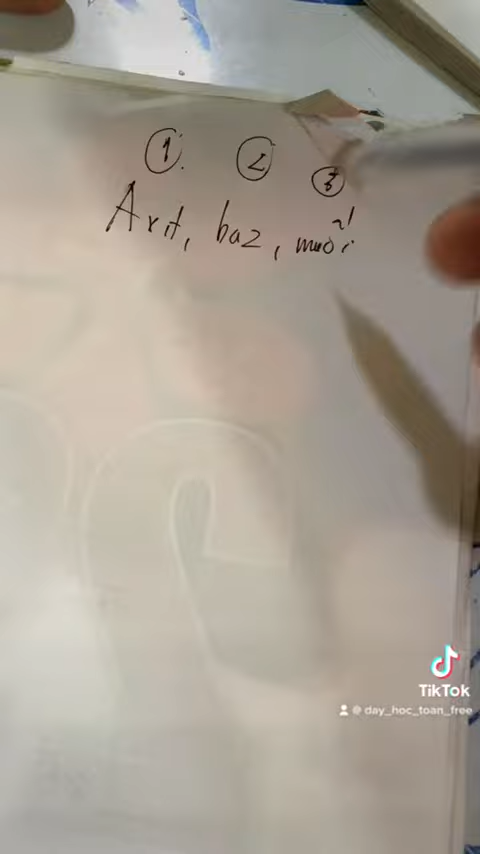 ① ② ③
Axit, baz, muối
TikTok
@day_hoc_toan_free